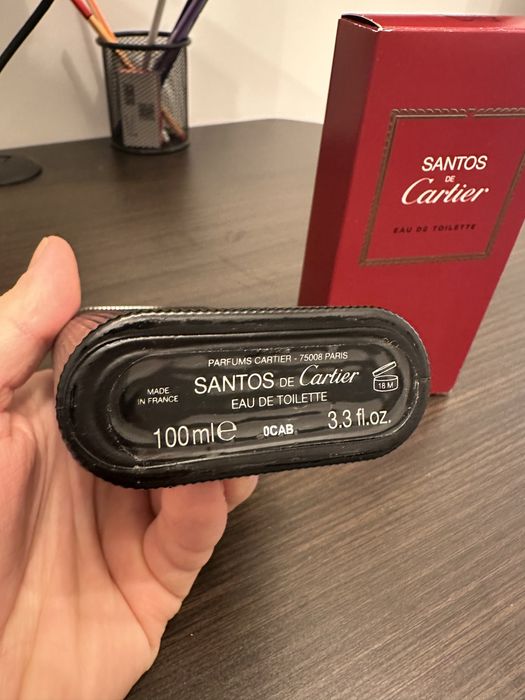 SANTOS
DE
Cartier
EAU DE TOILETTE
PARFUMS CARTIER - 75008 PARIS
MADE
IN FRANCE
SANTOS DE Cartier
18 M
EAU DE TOILETTE
100ml℮ 0CAB 3.3 fl.oz.